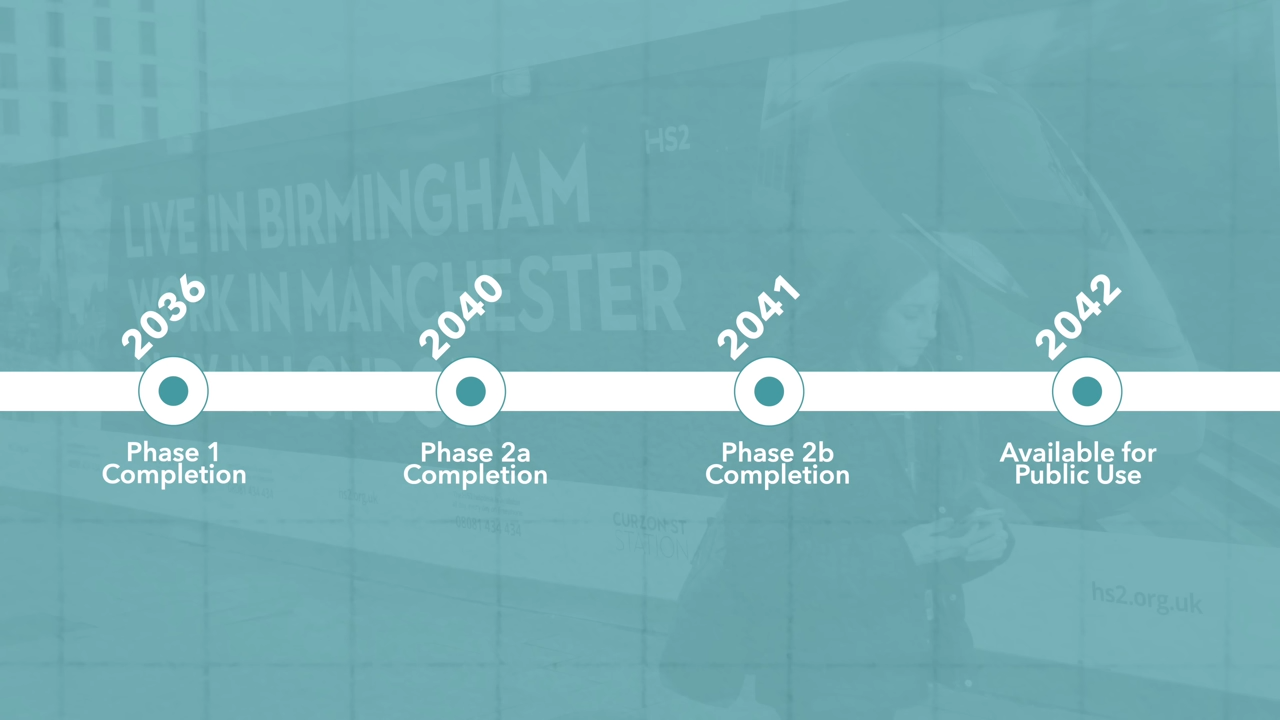 HS2
LIVE IN BIRMINGHAM
WORK IN MANCHESTER
2036
2040
2041
2042
Phase 1
Completion
Phase 2a
Completion
Phase 2b
Completion
Available for
Public Use
CURZON ST
STATION
hs2.org.uk